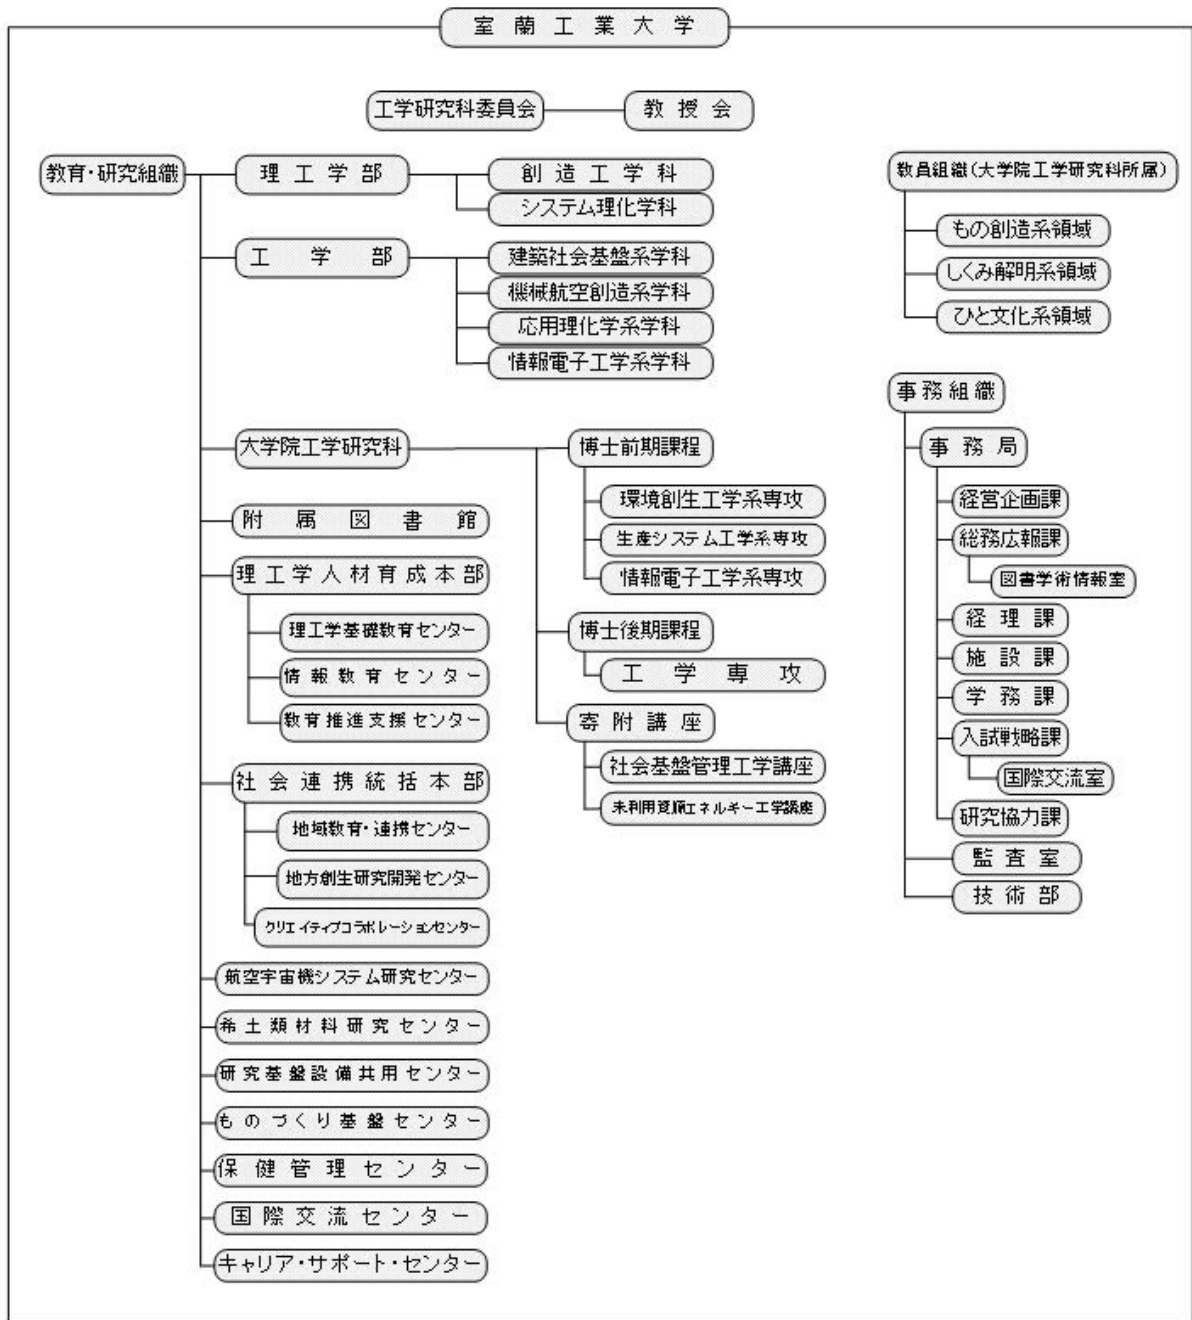 室蘭工業大学
工学研究科委員会
教授会
教育・研究組織
理工学部
創造工学科
システム理化学科
工学部
建築社会基盤系学科
機械航空創造系学科
応用理化学系学科
情報電子工学系学科
大学院工学研究科
博士前期課程
環境創生工学系専攻
生産システム工学系専攻
情報電子工学系専攻
博士後期課程
工学専攻
寄附講座
社会基盤管理工学講座
未利用資源エネルギー工学講座
附属図書館
理工学人材育成本部
理工学基礎教育センター
情報教育センター
教育推進支援センター
社会連携統括本部
地域教育・連携センター
地方創生研究開発センター
クリエイティブコラボレーションセンター
航空宇宙機システム研究センター
希土類材料研究センター
研究基盤設備共用センター
ものづくり基盤センター
保健管理センター
国際交流センター
キャリア・サポート・センター
教員組織(大学院工学研究科所属)
もの創造系領域
しくみ解明系領域
ひと文化系領域
事務組織
事務局
経営企画課
総務広報課
図書学術情報室
経理課
施設課
学務課
入試戦略課
国際交流室
研究協力課
監査室
技術部